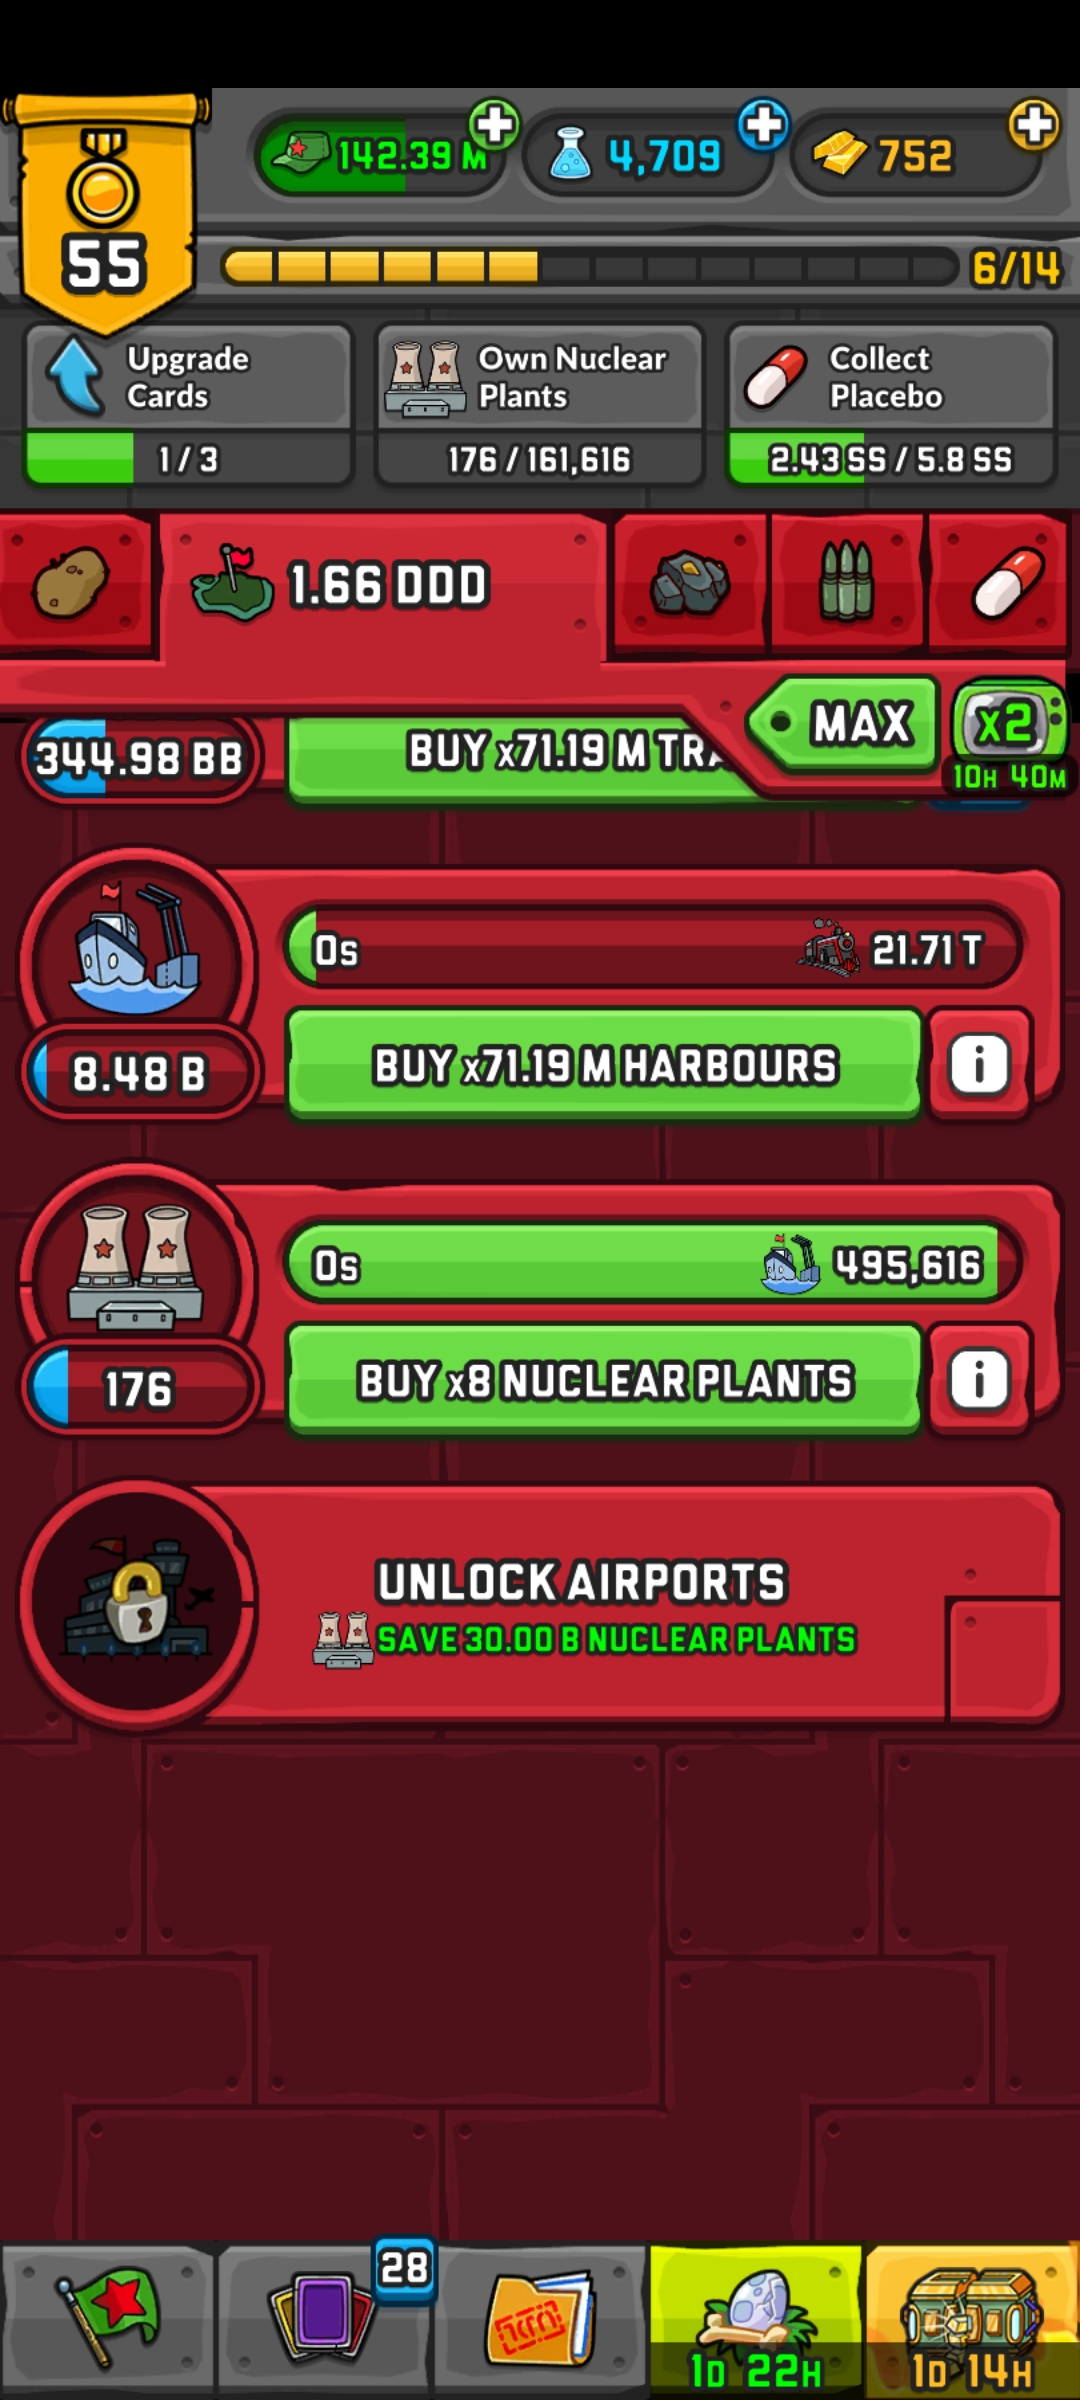 142.39 M
4,709
752
55
6/14
Upgrade
Cards
1 / 3
Own Nuclear
Plants
176 / 161,616
Collect
Placebo
2.43 SS / 5.8 SS
1.66 DDD
MAX
x2
10H 40M
344.98 BB
BUY x71.19 M
0s
21.71 T
8.48 B
BUY x71.19 M HARBOURS
i
0s
495,616
176
BUY x8 NUCLEAR PLANTS
i
UNLOCK AIRPORTS
SAVE 30.00 B NUCLEAR PLANTS
28
1D 22H
1D 14H